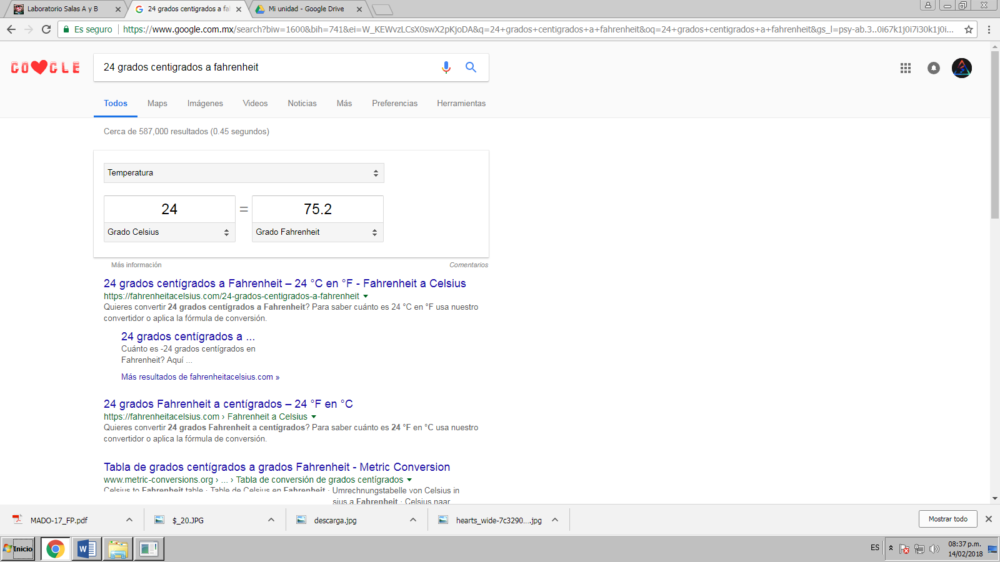 Laboratorio Salas A y B
24 grados centigrados a fah
Mi unidad - Google Drive
Es seguro
https://www.google.com.mx/search?biw=1600&bih=741&ei=W_KEWvzLCsX0swX2pKjoDA&q=24+grados+centigrados+a+fahrenheit&oq=24+grados+centigrados+a+fahrenheit&gs_l=psy-ab.3..0i67k1j0i7i30k1j0i...
GO GLE
24 grados centigrados a fahrenheit
Todos
Maps
Imágenes
Videos
Noticias
Más
Preferencias
Herramientas
Cerca de 587,000 resultados (0.45 segundos)
Temperatura
24 = 75.2
Grado Celsius
Grado Fahrenheit
Más información
Comentarios
24 grados centígrados a Fahrenheit – 24 °C en °F - Fahrenheit a Celsius
https://fahrenheitacelsius.com/24-grados-centigrados-a-fahrenheit
Quieres convertir 24 grados centígrados a Fahrenheit? Para saber cuánto es 24 °C en °F usa nuestro
convertidor o aplica la fórmula de conversión.
24 grados centígrados a ...
Cuánto es -24 grados centígrados en
Fahrenheit? Aquí ...
Más resultados de fahrenheitacelsius.com »
24 grados Fahrenheit a centígrados – 24 °F en °C
https://fahrenheitacelsius.com › Fahrenheit a Celsius
Quieres convertir 24 grados Fahrenheit a centígrados? Para saber cuánto es 24 °F en °C usa nuestro
convertidor o aplica la fórmula de conversión.
Tabla de grados centígrados a grados Fahrenheit - Metric Conversion
www.metric-conversions.org › ... › Tabla de conversión de grados centígrados
Celsius to Fahrenheit table · Table de Celsius en Fahrenheit · Umrechnungstabelle von Celsius in
sius a Fahrenheit · Celsius naar
MADO-17_FP.pdf
$_20.JPG
descarga.jpg
hearts_wide-7c3290....jpg
Mostrar todo
Inicio
ES
08:37 p.m.
14/02/2018